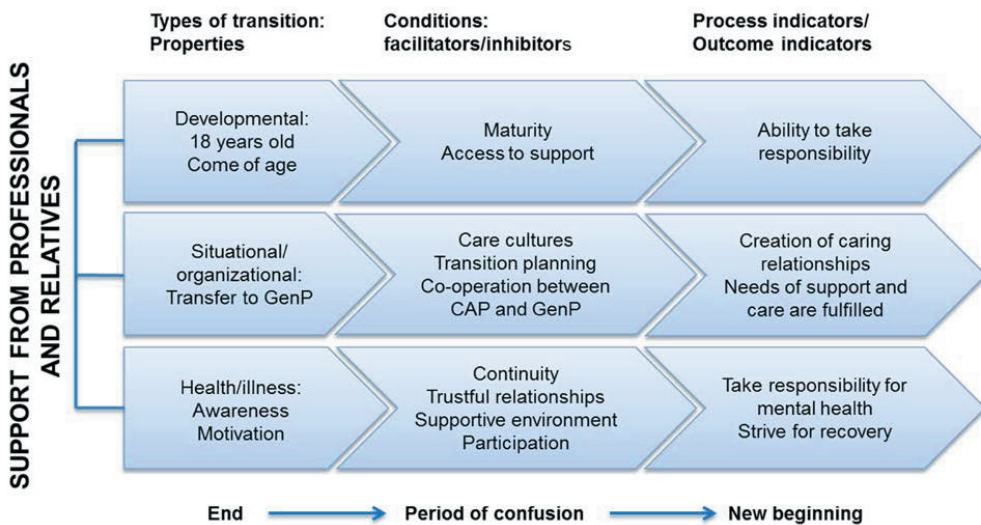 Types of transition:
Properties
Conditions:
facilitators/inhibitors
Process indicators/
Outcome indicators
SUPPORT FROM PROFESSIONALS
AND RELATIVES
Developmental:
18 years old
Come of age
Maturity
Access to support
Ability to take
responsibility
Situational/
organizational:
Transfer to GenP
Care cultures
Transition planning
Co-operation between
CAP and GenP
Creation of caring
relationships
Needs of support and
care are fulfilled
Health/illness:
Awareness
Motivation
Continuity
Trustful relationships
Supportive environment
Participation
Take responsibility for
mental health
Strive for recovery
End
Period of confusion
New beginning